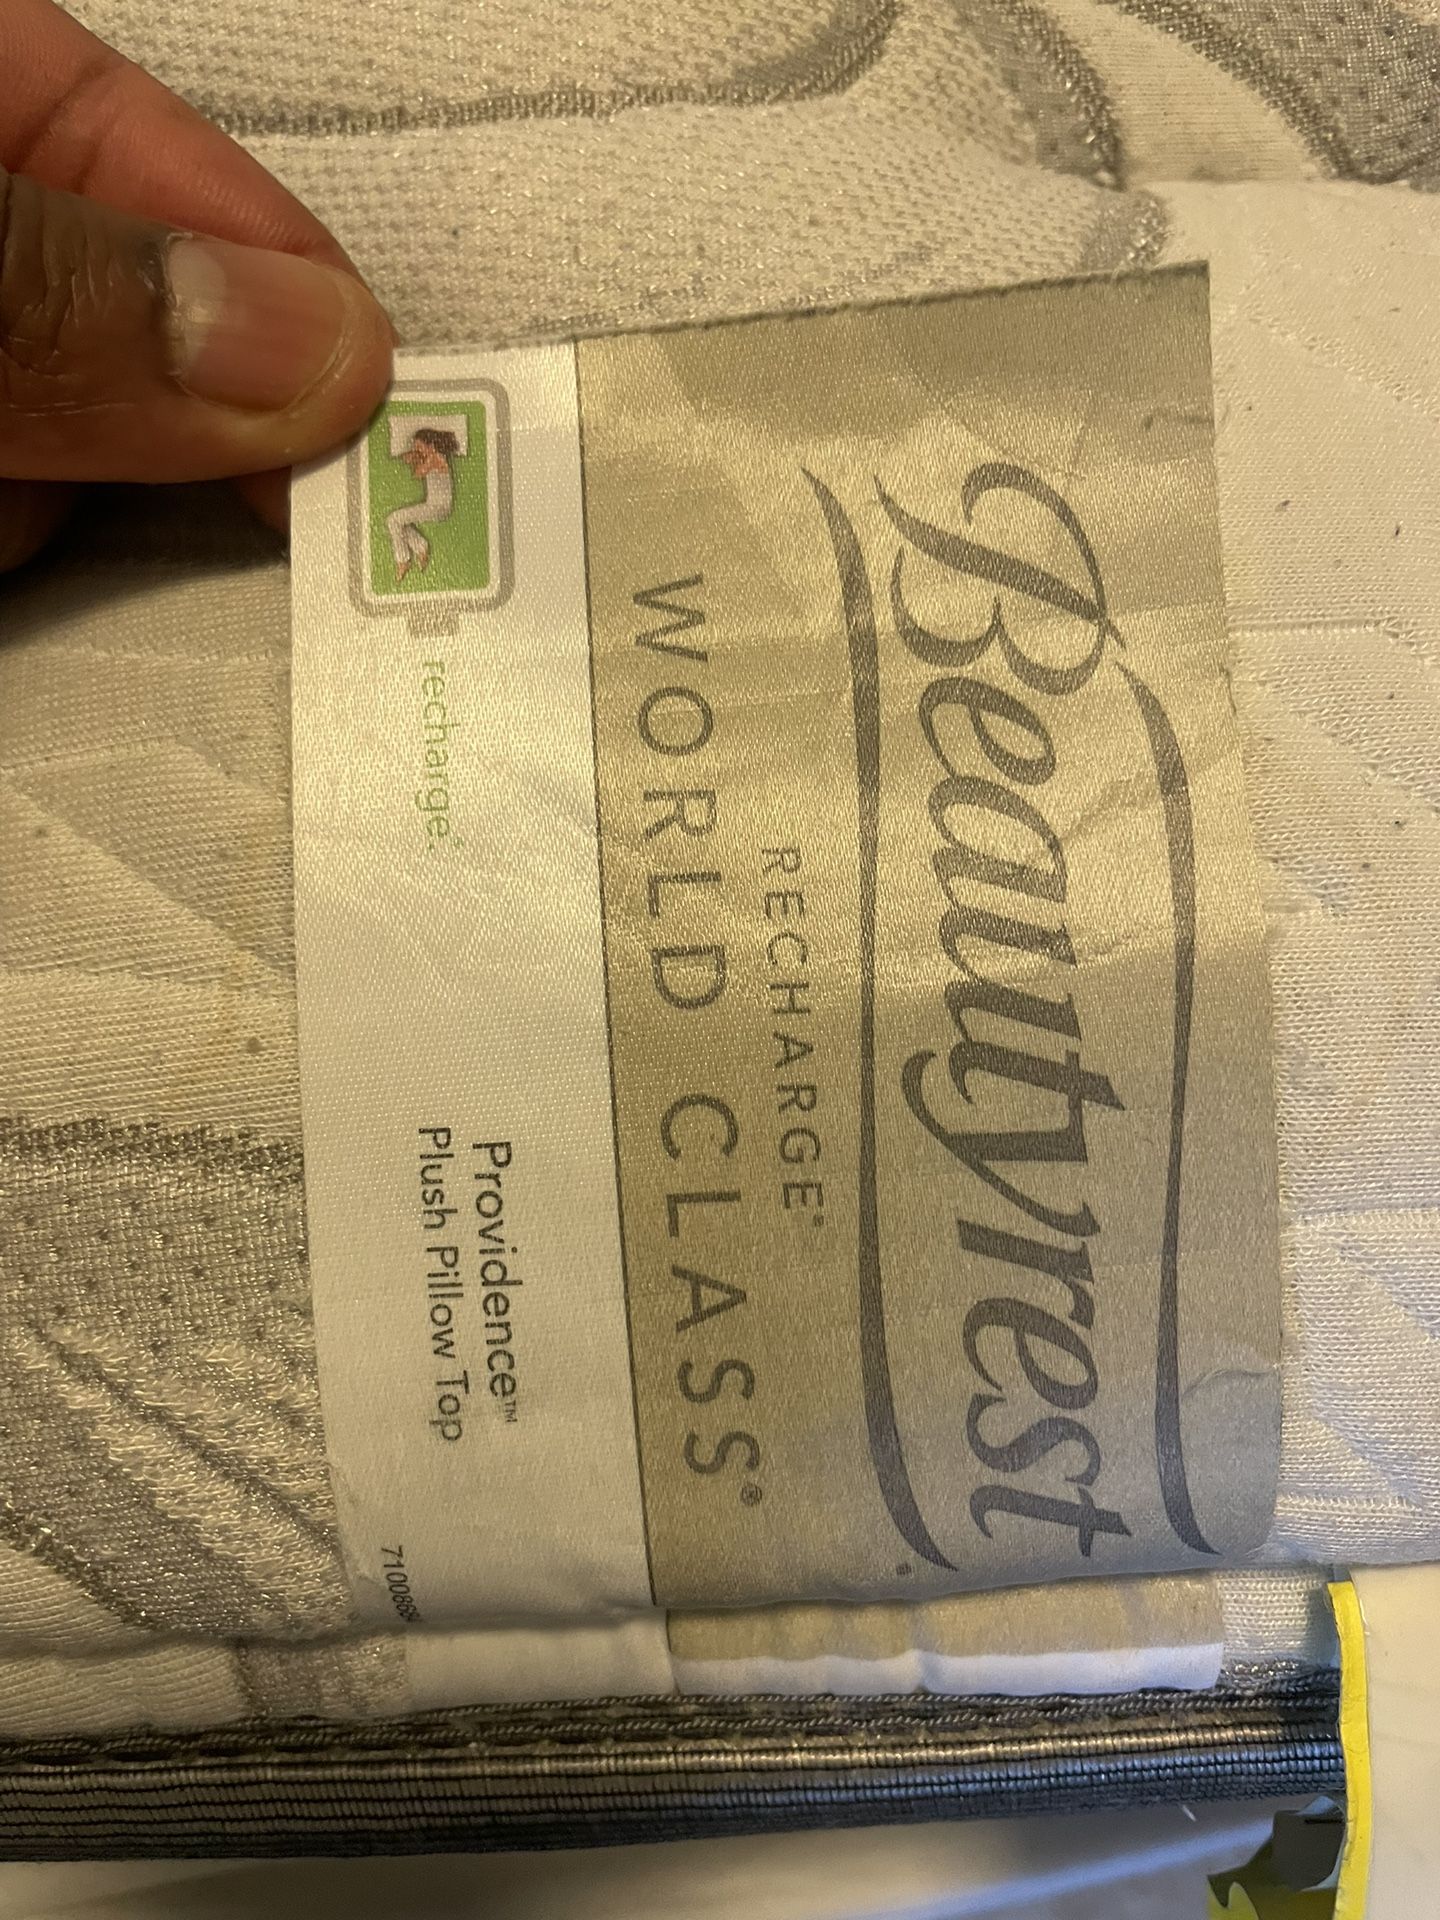 Beautyrest®
RECHARGE®
WORLD CLASS®
recharge®
Providence™
Plush Pillow Top